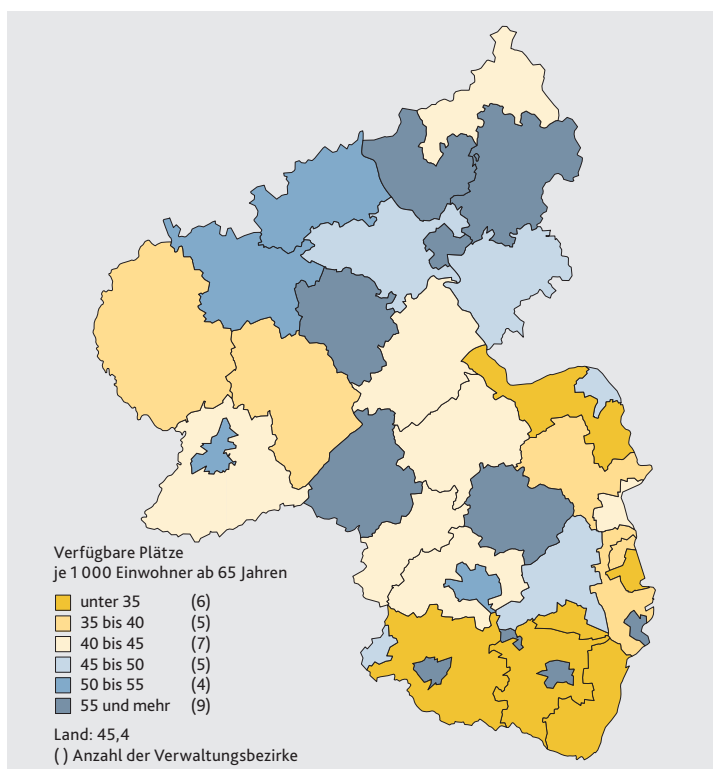 Verfügbare Plätze
je 1 000 Einwohner ab 65 Jahren
unter 35 (6)
35 bis 40 (5)
40 bis 45 (7)
45 bis 50 (5)
50 bis 55 (4)
55 und mehr (9)
Land: 45,4
( ) Anzahl der Verwaltungsbezirke